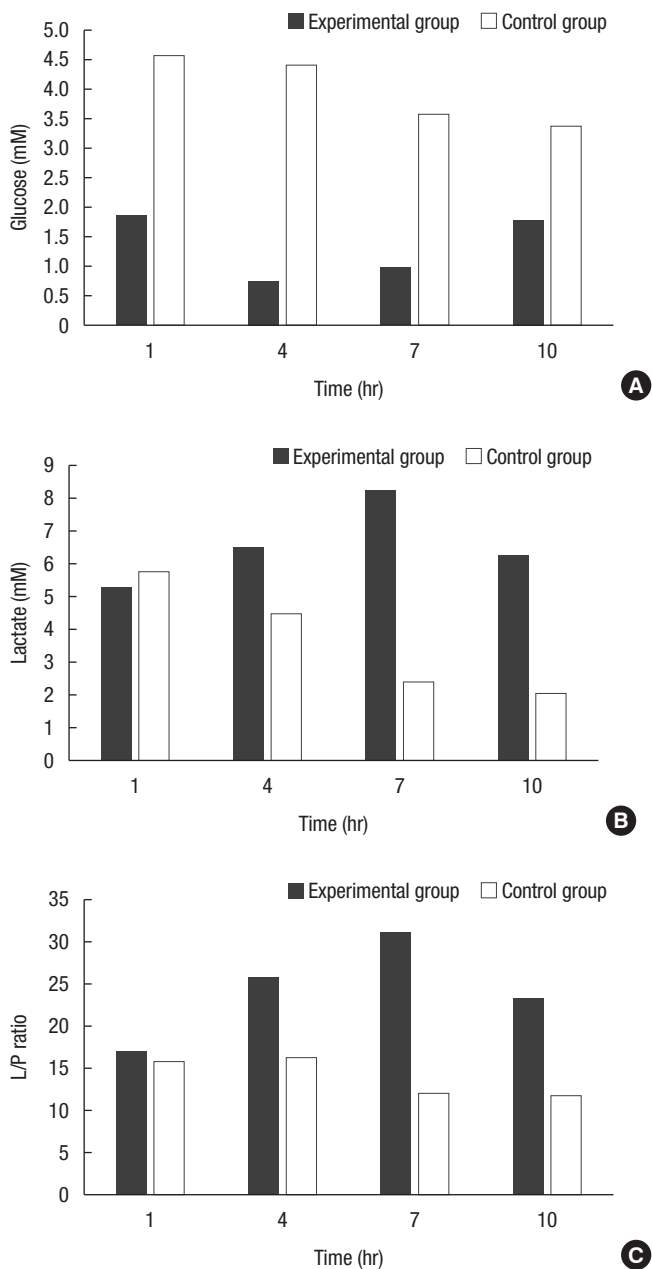 Experimental group Control group
5.0
4.5
4.0
3.5
3.0
2.5
2.0
1.5
1.0
0.5
0
Glucose (mM)
1 4 7 10
Time (hr)
A
Experimental group Control group
9
8
7
6
5
4
3
2
1
0
Lactate (mM)
1 4 7 10
Time (hr)
B
Experimental group Control group
35
30
25
20
15
10
5
0
L/P ratio
1 4 7 10
Time (hr)
C